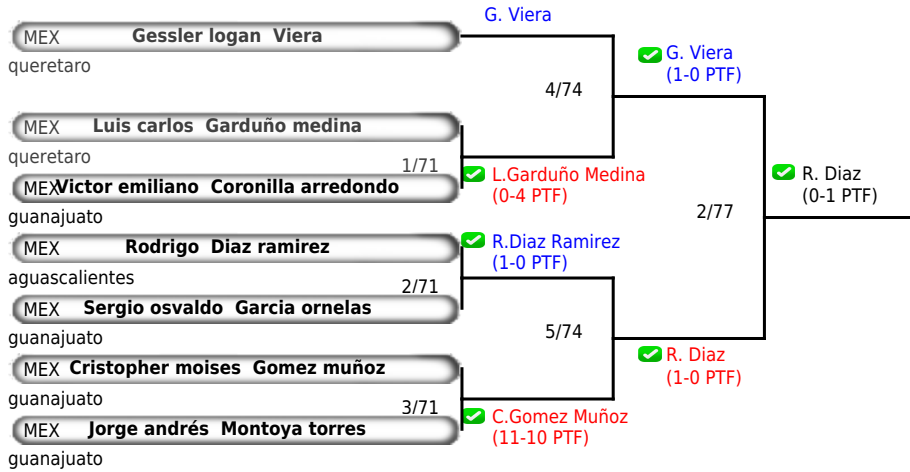 G. Viera
MEX Gessler logan Viera
queretaro
G. Viera
(1-0 PTF)
4/74
MEX Luis carlos Garduño medina
queretaro
1/71
L.Garduño Medina
(0-4 PTF)
MEX Victor emiliano Coronilla arredondo
guanajuato
R. Diaz
(0-1 PTF)
2/77
MEX Rodrigo Diaz ramirez
aguascalientes
R.Diaz Ramirez
(1-0 PTF)
2/71
MEX Sergio osvaldo Garcia ornelas
guanajuato
5/74
R. Diaz
(1-0 PTF)
MEX Cristopher moises Gomez muñoz
guanajuato
3/71
C.Gomez Muñoz
(11-10 PTF)
MEX Jorge andrés Montoya torres
guanajuato